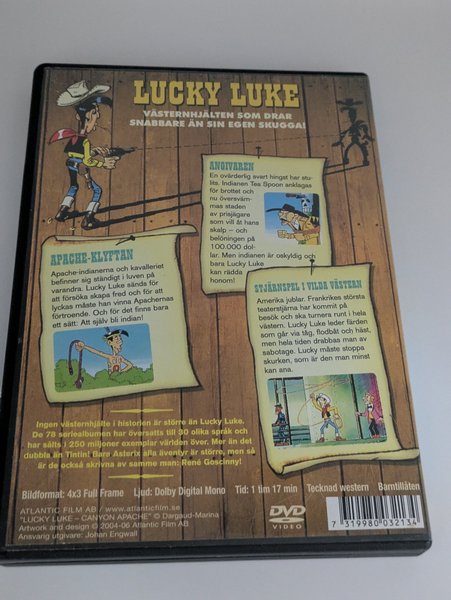 LUCKY LUKE
VÄSTERNHJÄLTEN SOM DRAR
SNABBARE ÄN SIN EGEN SKUGGA!
ANGIVAREN
En ovärderlig svart hingst har stu-
lits. Indianen Tea Spoon anklagas
för brottet och
nu översväm-
mas staden
av prisjägare
som vill åt hans
skalp – och
belöningen på
100.000 dol-
lar. Men indianen är oskyldig och
bara Lucky Luke
kan rädda
honom!
APACHE-KLYFTAN
Apache-indianerna och kavalleriet
befinner sig ständigt i luven på
varandra. Lucky Luke sänds för
att försöka skapa fred och för att
lyckas måste han vinna Apachernas
förtroende. Och för det finns bara
ett sätt: Att själv bli indian!
STJÄRNSPEL I VILDA VÄSTERN
Amerika jublar. Frankrikes största
teaterstjärna har kommit på
besök och ska turnera runt i hela
västern. Lucky Luke leder färden
som går via tåg, flodbåt och häst,
men hela tiden drabbas man av
sabotage. Lucky måste stoppa
skurken, som är den man minst
kan ana.
Ingen västernhjälte i historien är större än Lucky Luke.
De 78 seriealbumen har översatts till 30 olika språk och
har sålts i 250 miljoner exemplar världen över. Mer än det
dubbla än Tintin! Bara Asterix alla äventyr är större, men så
är de också skrivna av samme man: René Goscinny!
Bildformat: 4x3 Full Frame Ljud: Dolby Digital Mono Tid: 1 tim 17 min Tecknad western Barntillåten
ATLANTIC FILM AB / www.atlanticfilm.se
"LUCKY LUKE – CANYON APACHE" © Dargaud-Marina
Artwork and design © 2004-06 Atlantic Film AB
Ansvarig utgivare: Johan Engwall
DVD
VIDEO
7 319980 032134